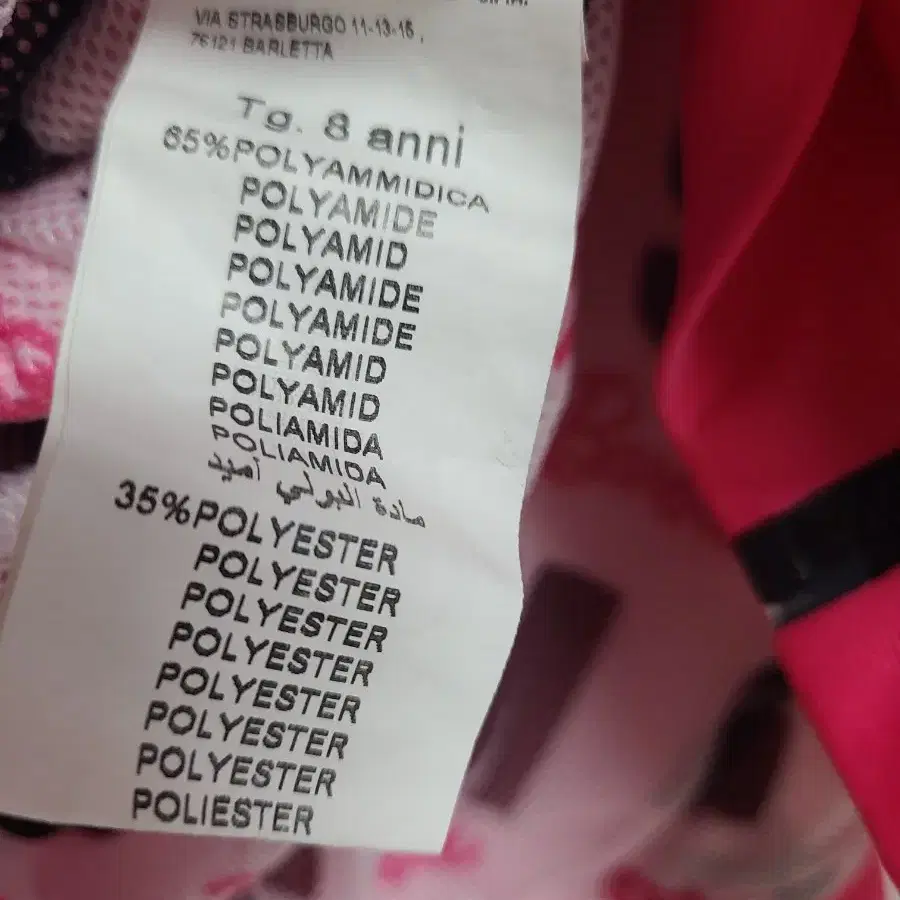 VIA STRASBURGO 11-13-15,
76121 BARLETTA
Tg. 8 anni
65%POLYAMMIDICA
POLYAMIDE
POLYAMID
POLYAMIDE
POLYAMIDE
POLYAMID
POLYAMID
POLIAMIDA
POLIAMIDA
مادة البولي أميد
35%POLYESTER
POLYESTER
POLYESTER
POLYESTER
POLYESTER
POLYESTER
POLYESTER
POLIESTER